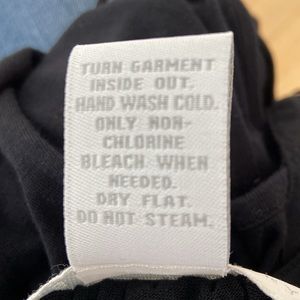 TURN GARMENT
INSIDE OUT.
HAND WASH COLD.
ONLY NON-
CHLORINE
BLEACH WHEN
NEEDED.
DRY FLAT.
DO NOT STEAM.